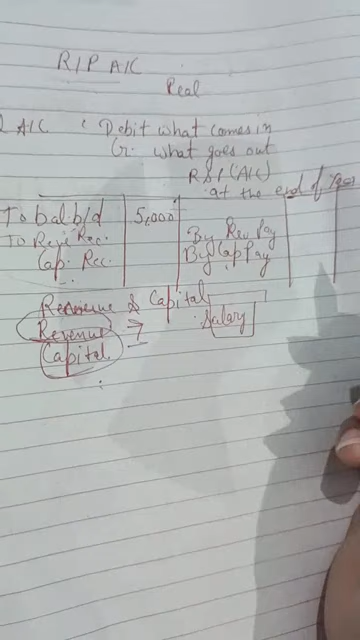 R/P A/C
Real
A/C : Debit what comes in
Cr. what goes out
R&P (A/C)
at the end of Year
To bal b/d 5,000
To Reve Rec. By Rev Pay
Cap. Rec. By Cap Pay
Revenue & Capital
Revenue Salary
Capital